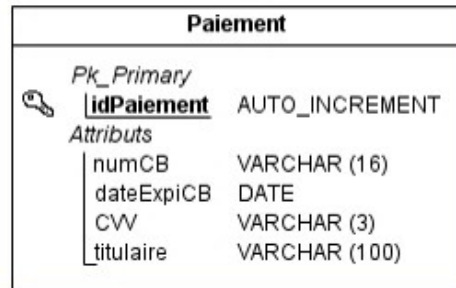 Paiement
Pk_Primary
idPaiement AUTO_INCREMENT
Attributs
numCB VARCHAR (16)
dateExpiCB DATE
CVV VARCHAR (3)
titulaire VARCHAR (100)